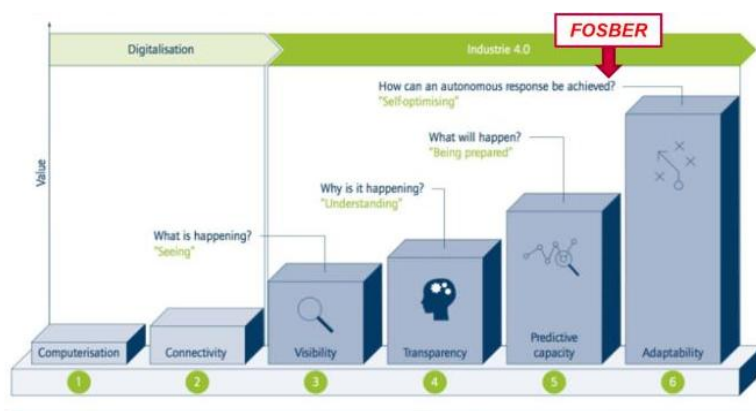 FOSBER
Digitalisation
Industrie 4.0
How can an autonomous response be achieved?
"Self-optimising"
What will happen?
"Being prepared"
Why is it happening?
"Understanding"
What is happening?
"Seeing"
Value
Computerisation
Connectivity
Visibility
Transparency
Predictive
capacity
Adaptability
1
2
3
4
5
6